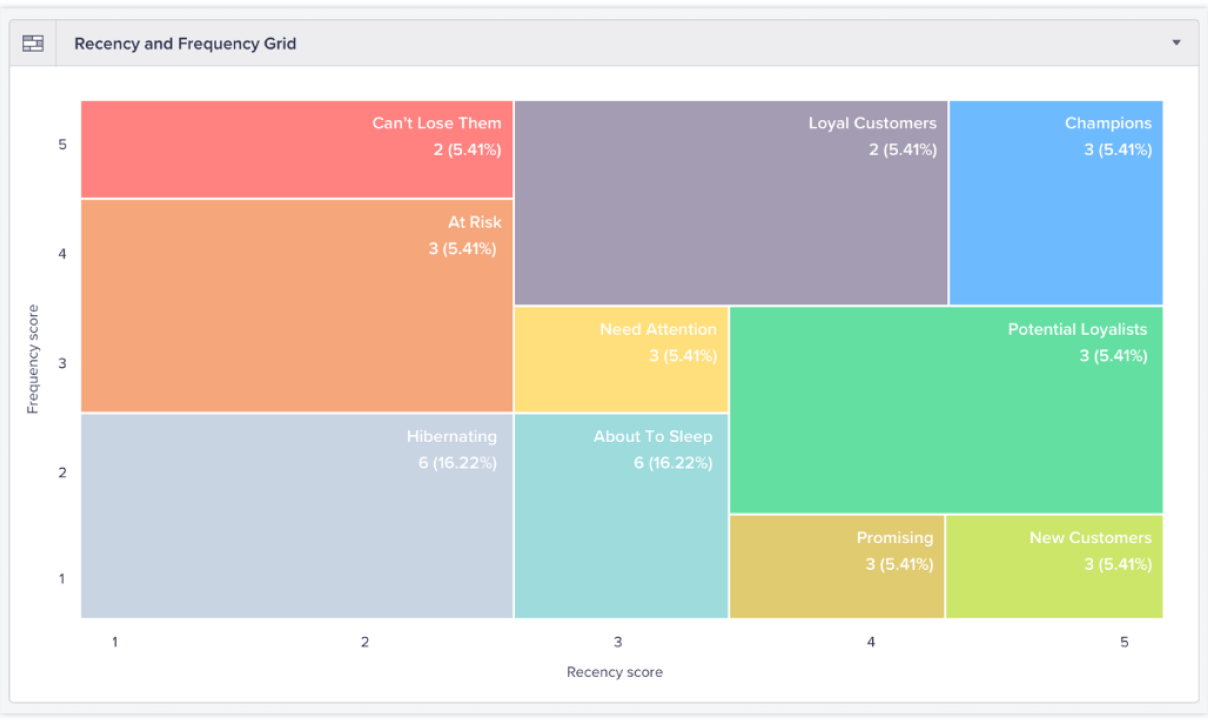 Recency and Frequency Grid
Can't Lose Them
2 (5.41%)
Loyal Customers
2 (5.41%)
Champions
3 (5.41%)
At Risk
3 (5.41%)
Need Attention
3 (5.41%)
Potential Loyalists
3 (5.41%)
Hibernating
6 (16.22%)
About To Sleep
6 (16.22%)
Promising
3 (5.41%)
New Customers
3 (5.41%)
Frequency score
5
4
3
2
1
1 2 3 4 5
Recency score